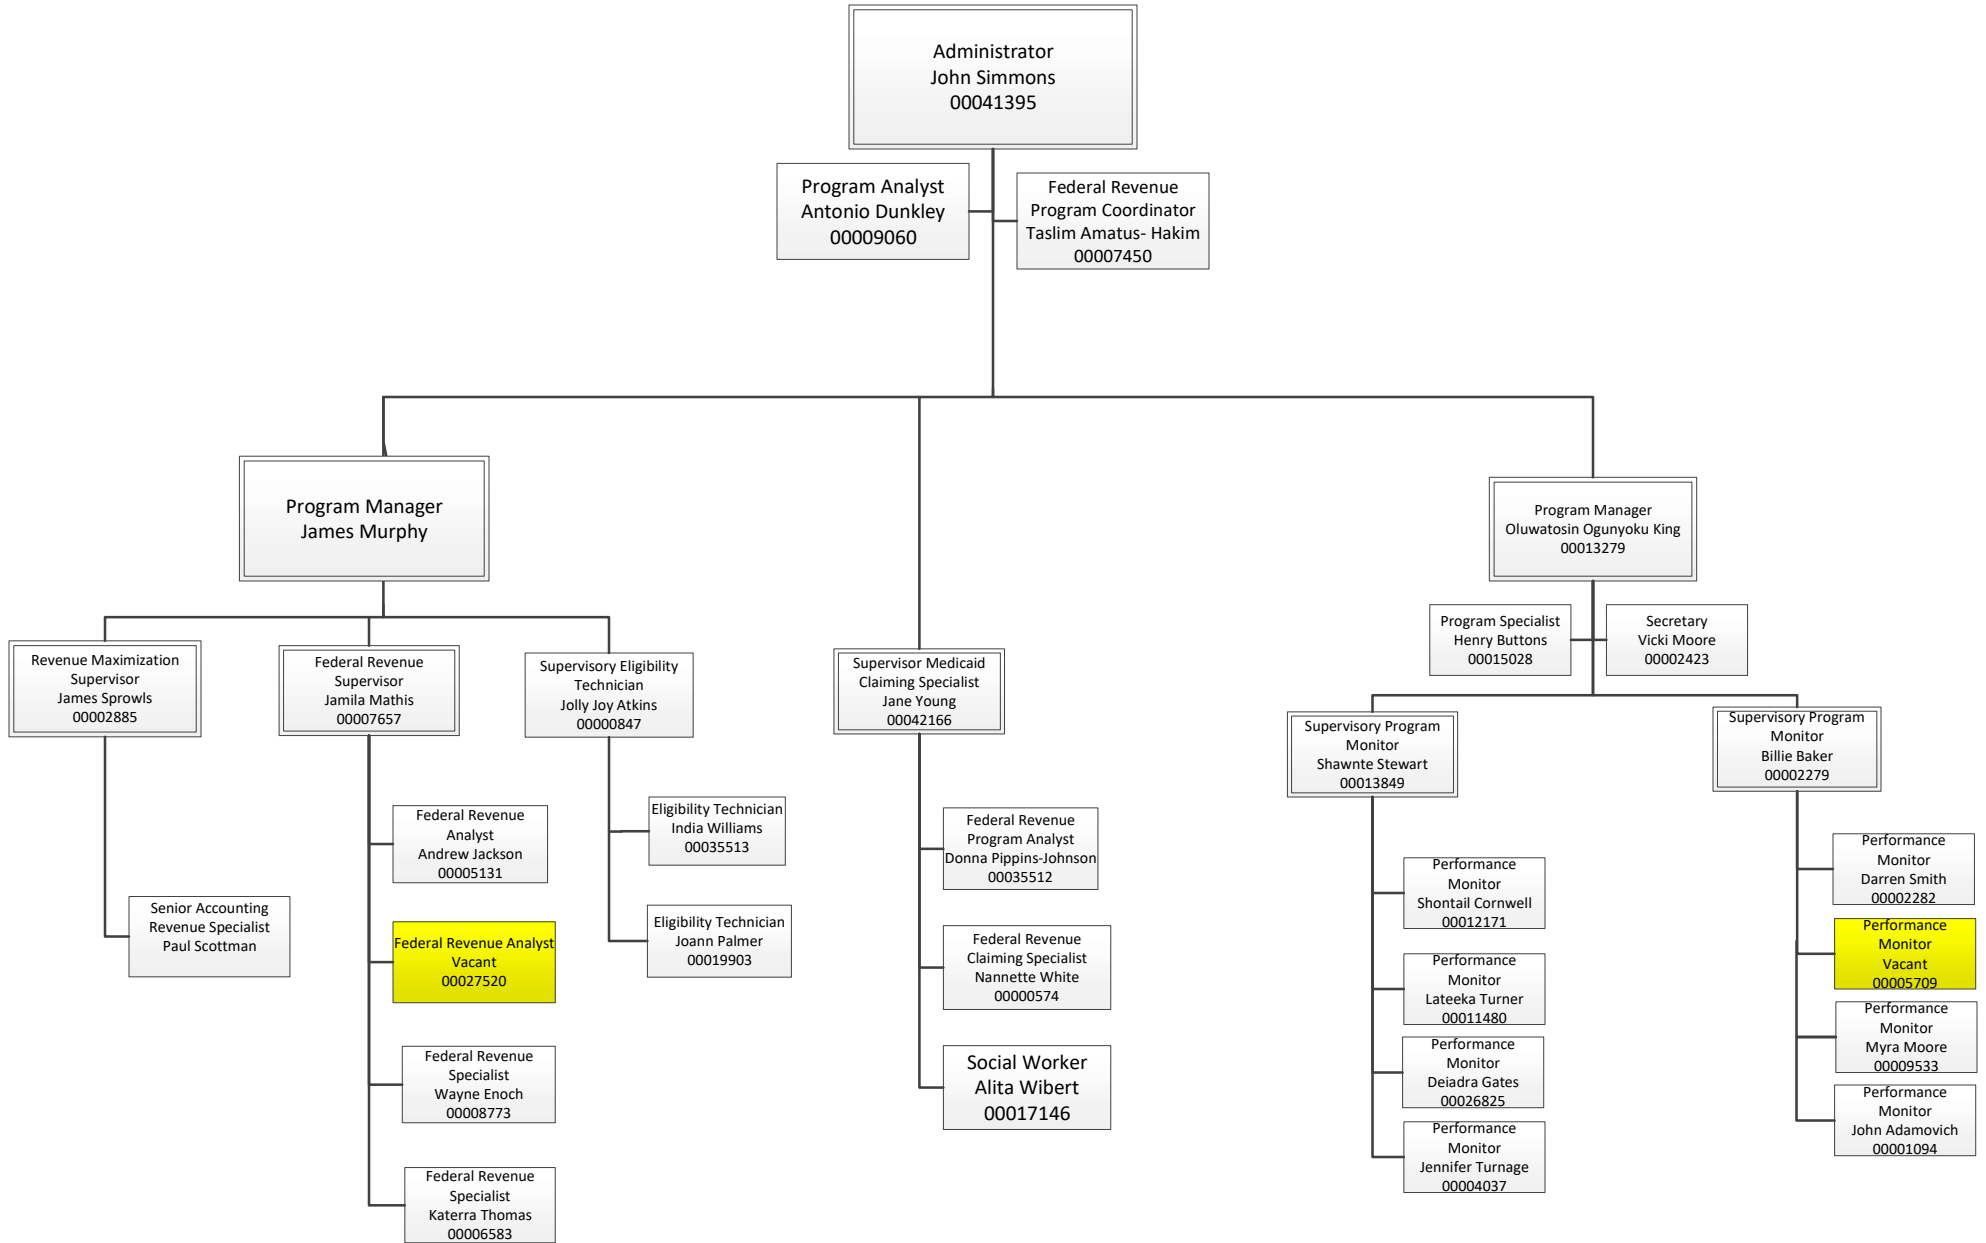 Administrator
John Simmons
00041395
Program Analyst
Antonio Dunkley
00009060
Federal Revenue
Program Coordinator
Taslim Amatus- Hakim
00007450
Program Manager
James Murphy
Program Manager
Oluwatosin Ogunyoku King
00013279
Program Specialist
Henry Buttons
00015028
Secretary
Vicki Moore
00002423
Revenue Maximization
Supervisor
James Sprowls
00002885
Federal Revenue
Supervisor
Jamila Mathis
00007657
Supervisory Eligibility
Technician
Jolly Joy Atkins
00000847
Supervisor Medicaid
Claiming Specialist
Jane Young
00042166
Supervisory Program
Monitor
Shawnte Stewart
00013849
Supervisory Program
Monitor
Billie Baker
00002279
Senior Accounting
Revenue Specialist
Paul Scottman
Federal Revenue
Analyst
Andrew Jackson
00005131
Federal Revenue Analyst
Vacant
00027520
Federal Revenue
Specialist
Wayne Enoch
00008773
Federal Revenue
Specialist
Katerra Thomas
00006583
Eligibility Technician
India Williams
00035513
Eligibility Technician
Joann Palmer
00019903
Federal Revenue
Program Analyst
Donna Pippins-Johnson
00035512
Federal Revenue
Claiming Specialist
Nannette White
00000574
Social Worker
Alita Wibert
00017146
Performance
Monitor
Shontail Cornwell
00012171
Performance
Monitor
Lateeka Turner
00011480
Performance
Monitor
Deiadra Gates
00026825
Performance
Monitor
Jennifer Turnage
00004037
Performance
Monitor
Darren Smith
00002282
Performance
Monitor
Vacant
00005709
Performance
Monitor
Myra Moore
00009533
Performance
Monitor
John Adamovich
00001094